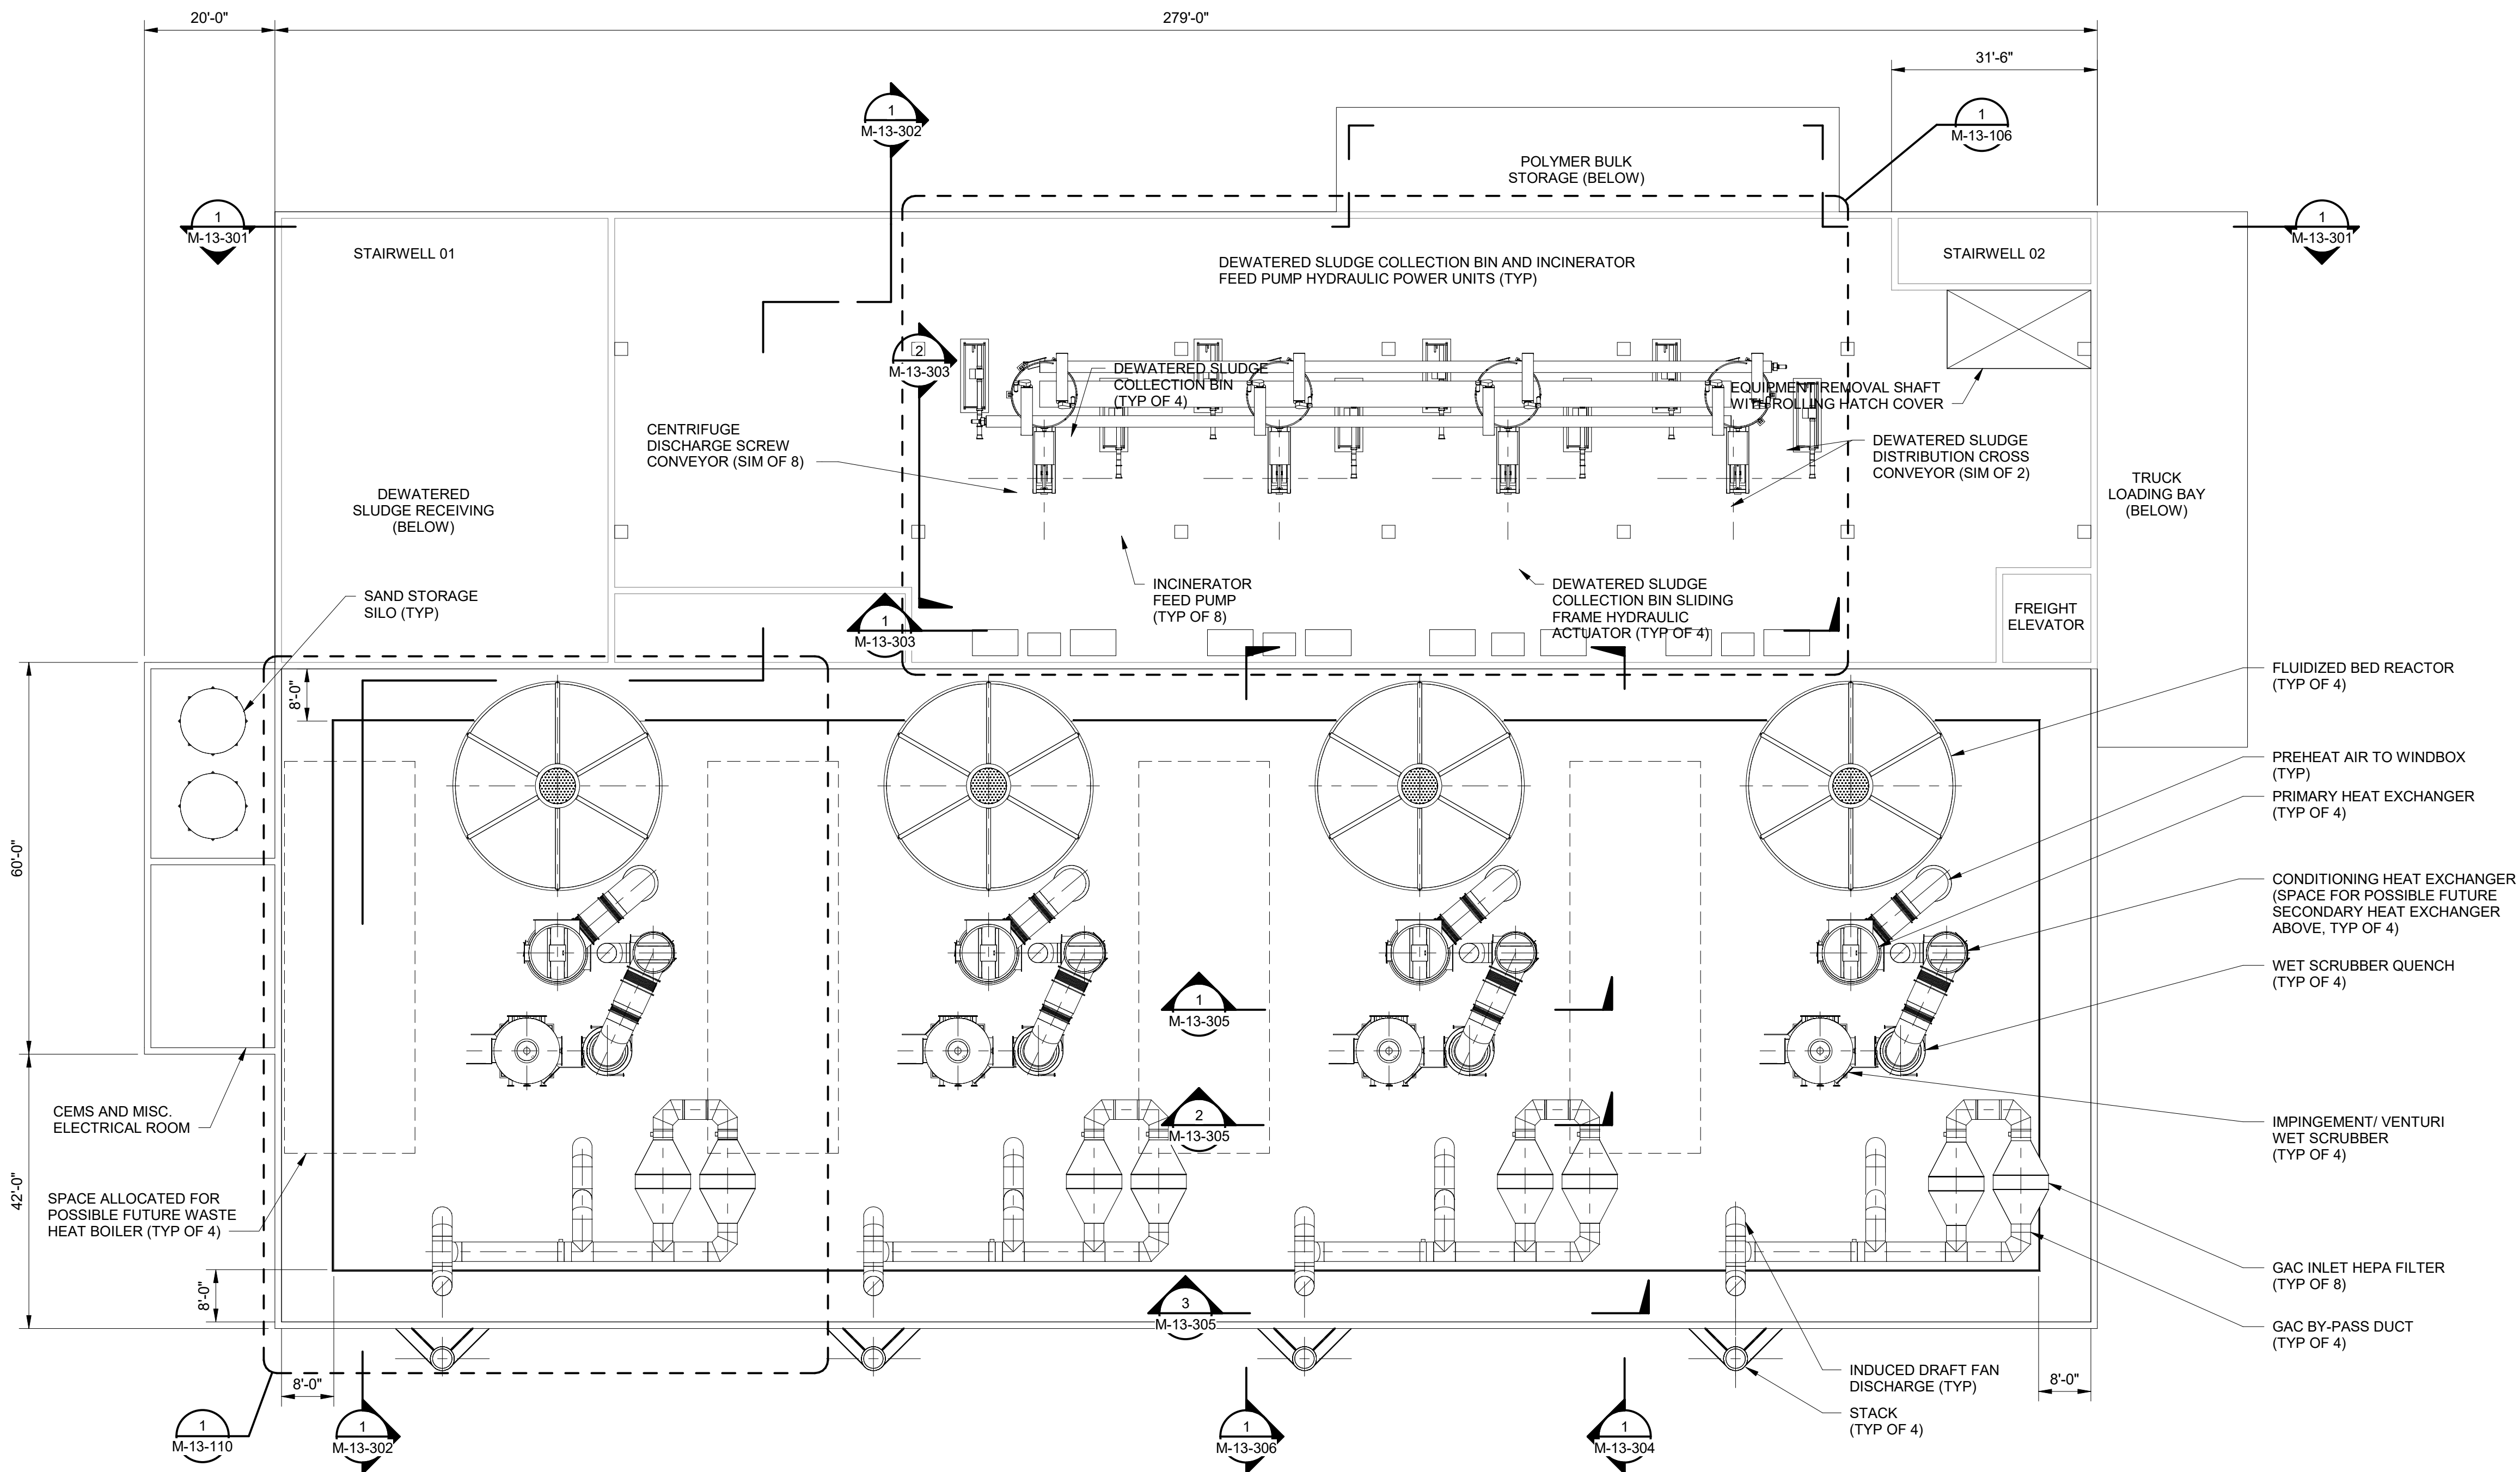 20'-0"
279'-0"
31'-6"
1
M-13-302
1
M-13-106
POLYMER BULK
STORAGE (BELOW)
1
M-13-301
1
M-13-301
STAIRWELL 01
STAIRWELL 02
DEWATERED SLUDGE COLLECTION BIN AND INCINERATOR
FEED PUMP HYDRAULIC POWER UNITS (TYP)
2
M-13-303
DEWATERED SLUDGE
COLLECTION BIN
(TYP OF 4)
EQUIPMENT REMOVAL SHAFT
WITH ROLLING HATCH COVER
CENTRIFUGE
DISCHARGE SCREW
CONVEYOR (SIM OF 8)
DEWATERED SLUDGE
DISTRIBUTION CROSS
CONVEYOR (SIM OF 2)
DEWATERED
SLUDGE RECEIVING
(BELOW)
TRUCK
LOADING BAY
(BELOW)
SAND STORAGE
SILO (TYP)
INCINERATOR
FEED PUMP
(TYP OF 8)
DEWATERED SLUDGE
COLLECTION BIN SLIDING
FRAME HYDRAULIC
ACTUATOR (TYP OF 4)
FREIGHT
ELEVATOR
1
M-13-303
8'-0"
FLUIDIZED BED REACTOR
(TYP OF 4)
PREHEAT AIR TO WINDBOX
(TYP)
PRIMARY HEAT EXCHANGER
(TYP OF 4)
60'-0"
CONDITIONING HEAT EXCHANGER
(SPACE FOR POSSIBLE FUTURE
SECONDARY HEAT EXCHANGER
ABOVE, TYP OF 4)
WET SCRUBBER QUENCH
(TYP OF 4)
1
M-13-305
2
M-13-305
CEMS AND MISC.
ELECTRICAL ROOM
IMPINGEMENT/ VENTURI
WET SCRUBBER
(TYP OF 4)
42'-0"
SPACE ALLOCATED FOR
POSSIBLE FUTURE WASTE
HEAT BOILER (TYP OF 4)
GAC INLET HEPA FILTER
(TYP OF 8)
8'-0"
3
M-13-305
GAC BY-PASS DUCT
(TYP OF 4)
8'-0"
INDUCED DRAFT FAN
DISCHARGE (TYP)
8'-0"
STACK
(TYP OF 4)
1
M-13-110
1
M-13-302
1
M-13-306
1
M-13-304